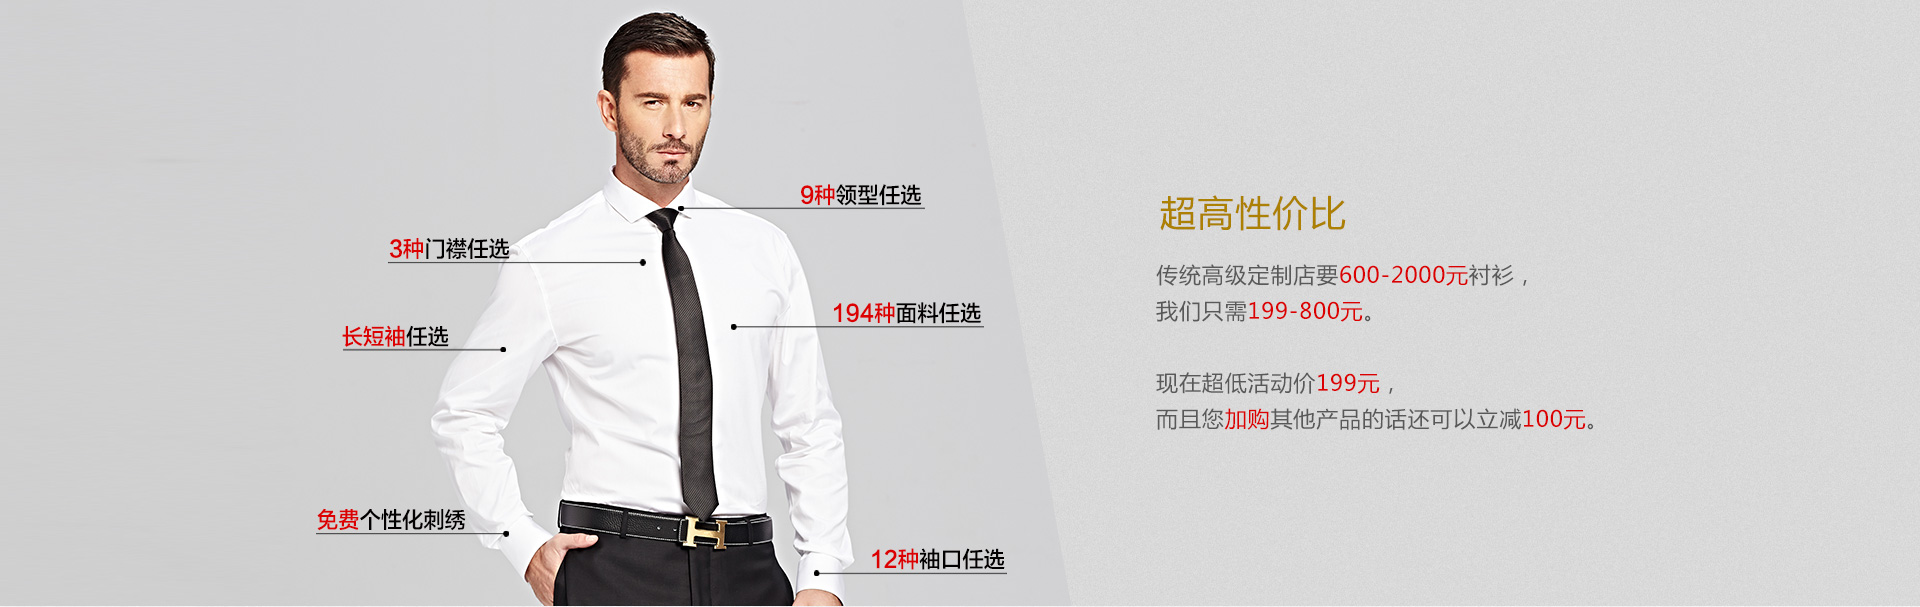 9种领型任选
3种门襟任选
194种面料任选
长短袖任选
免费个性化刺绣
12种袖口任选
超高性价比
传统高级定制店要600-2000元衬衫，
我们只需199-800元。
现在超低活动价199元，
而且您加购其他产品的话还可以立减100元。